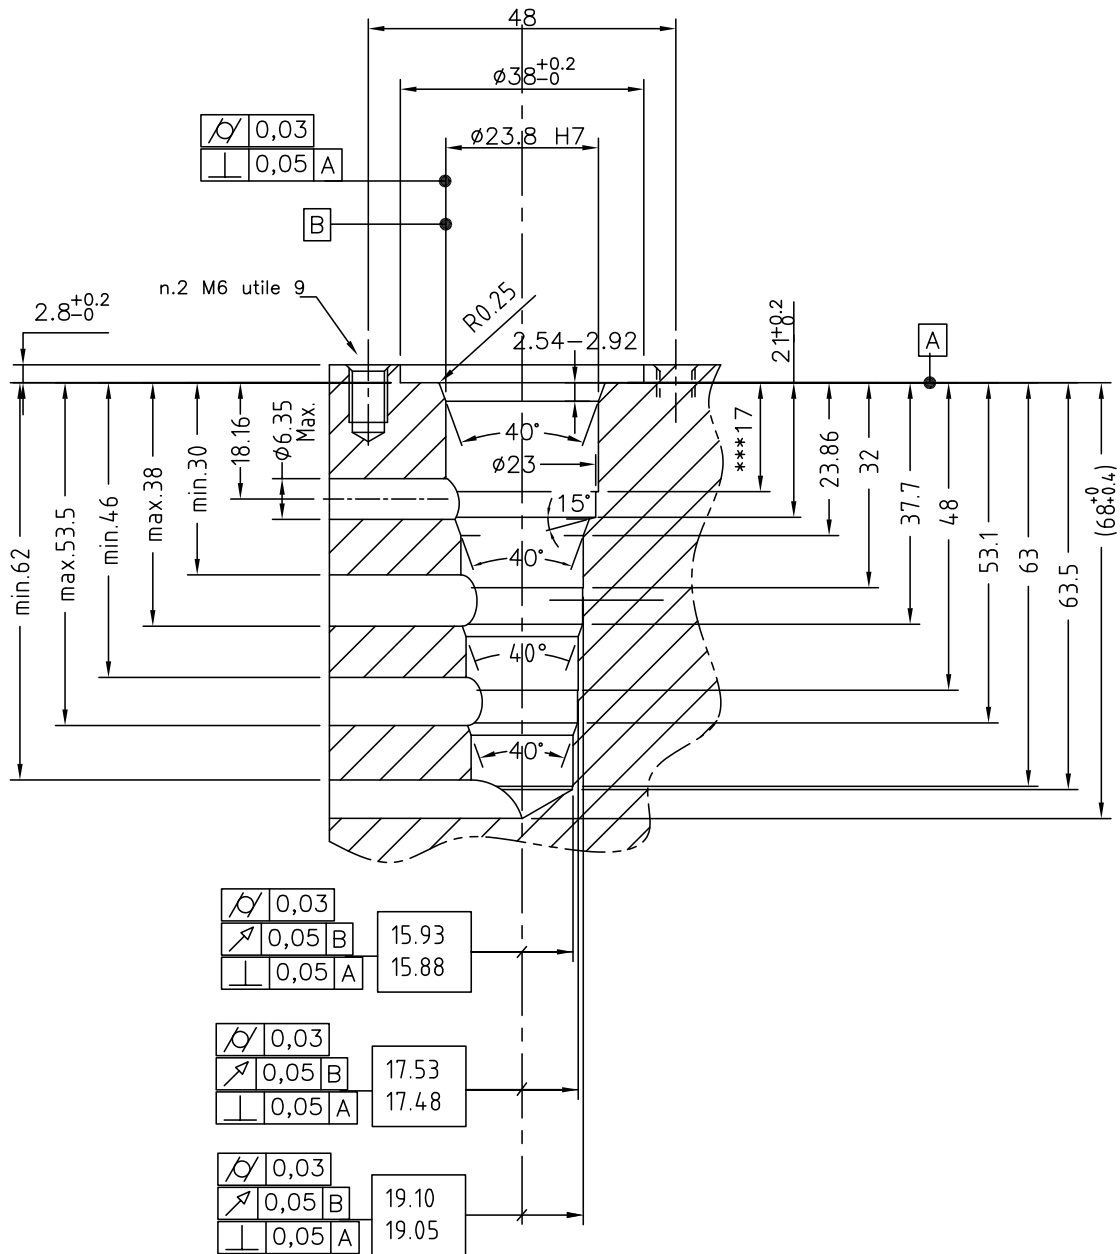 48
ø38 +0.2 -0
0,03
ø23.8 H7
0,05 A
B
n.2 M6 utile 9
R0.25
2.8 +0.2 -0
2.54-2.92
21 +0.2 0
A
ø6.35 Max.
40°
***17
18.16
ø23
min.30
15°
23.86
32
max.38
37.7
(68 +0 +0.4)
min.46
48
40°
max.53.5
53.1
63
min.62
63.5
40°
40°
0,03
0,05 B
0,05 A
15.93
15.88
0,03
0,05 B
0,05 A
17.53
17.48
0,03
0,05 B
0,05 A
19.10
19.05